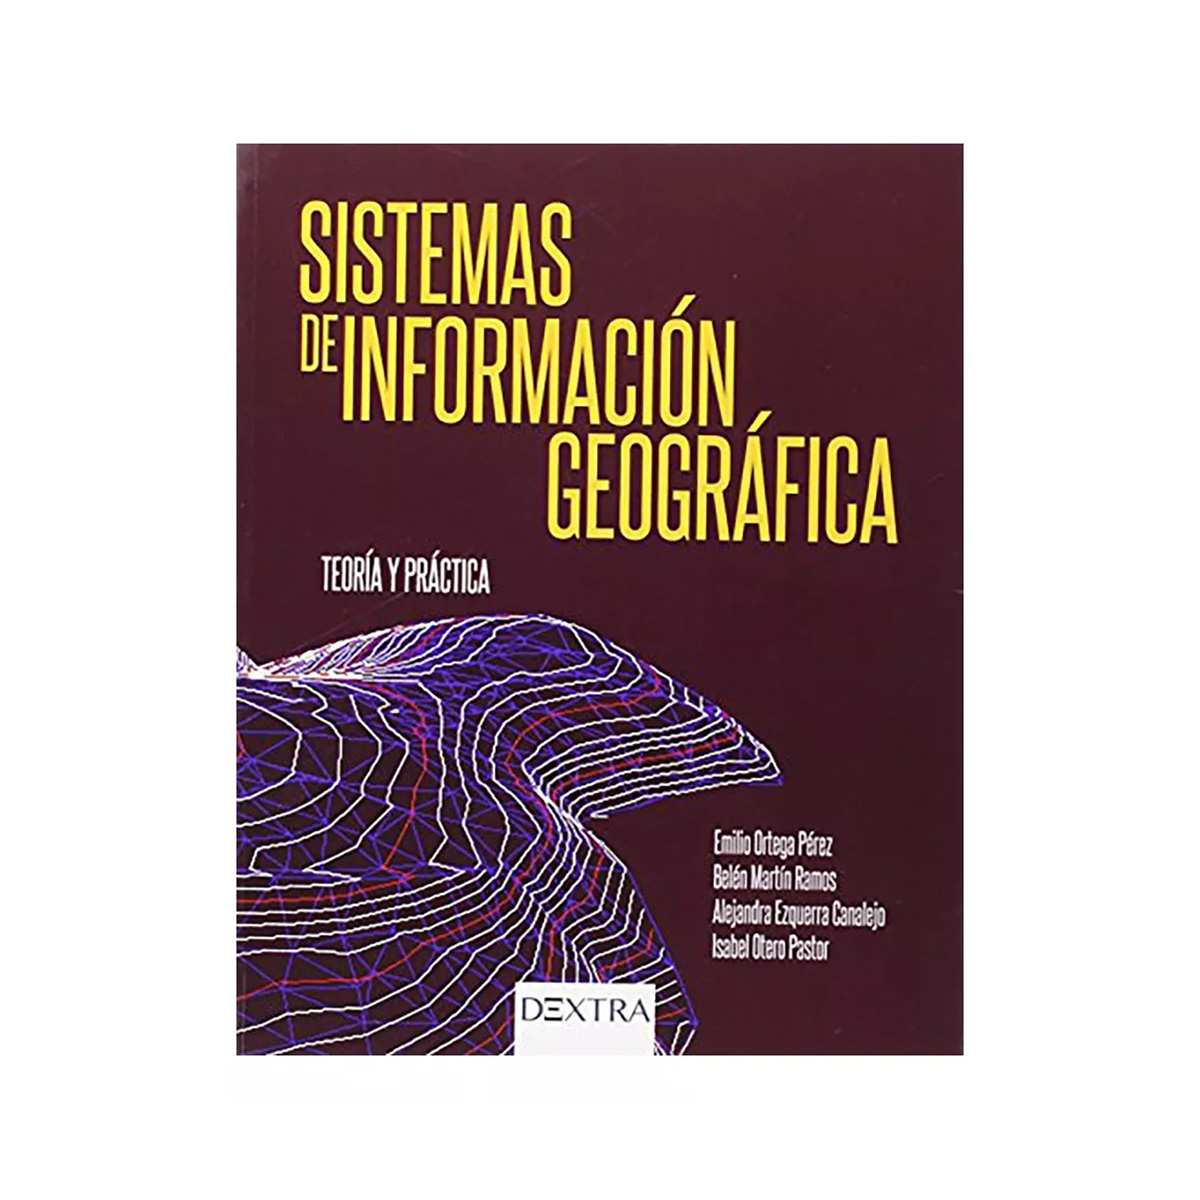 SISTEMAS
DE INFORMACIÓN
GEOGRÁFICA
TEORÍA Y PRÁCTICA
Emilio Ortega Pérez
Belén Martín Ramos
Alejandra Ezquerra Canalejo
Isabel Otero Pastor
DEXTRA